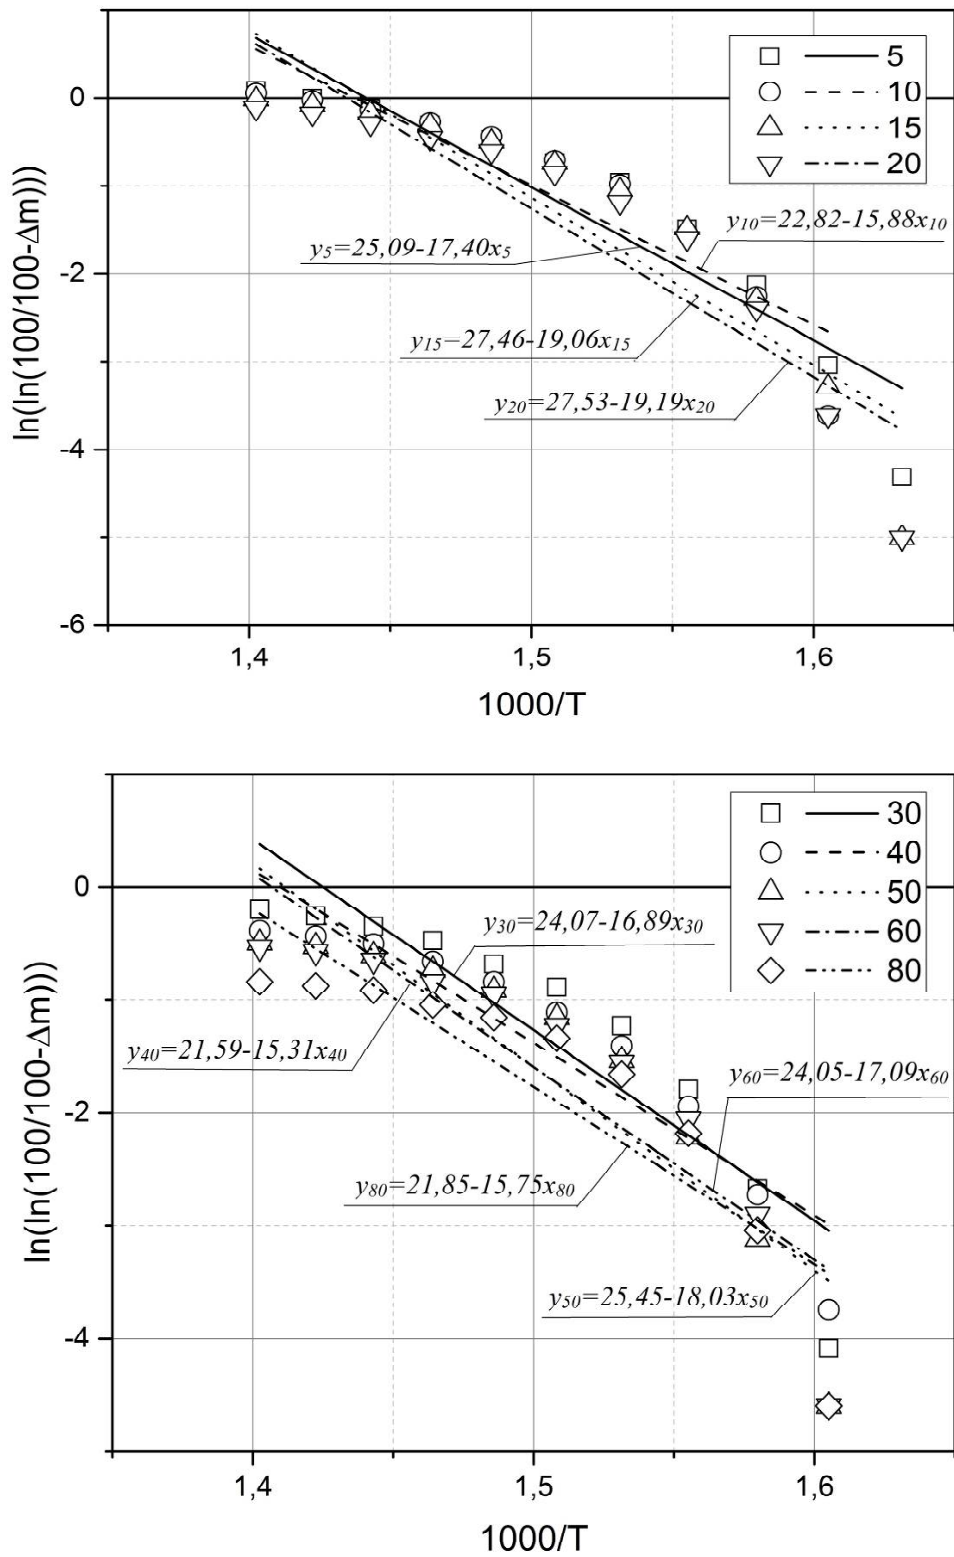 ln(ln(100/100-Δm)))
0
-2
-4
-6
1,4
1,5
1,6
1000/T
5
10
15
20
y10=22,82-15,88x10
y5=25,09-17,40x5
y15=27,46-19,06x15
y20=27,53-19,19x20
ln(ln(100/100-Δm)))
0
-2
-4
1,4
1,5
1,6
1000/T
30
40
50
60
80
y30=24,07-16,89x30
y40=21,59-15,31x40
y60=24,05-17,09x60
y80=21,85-15,75x80
y50=25,45-18,03x50